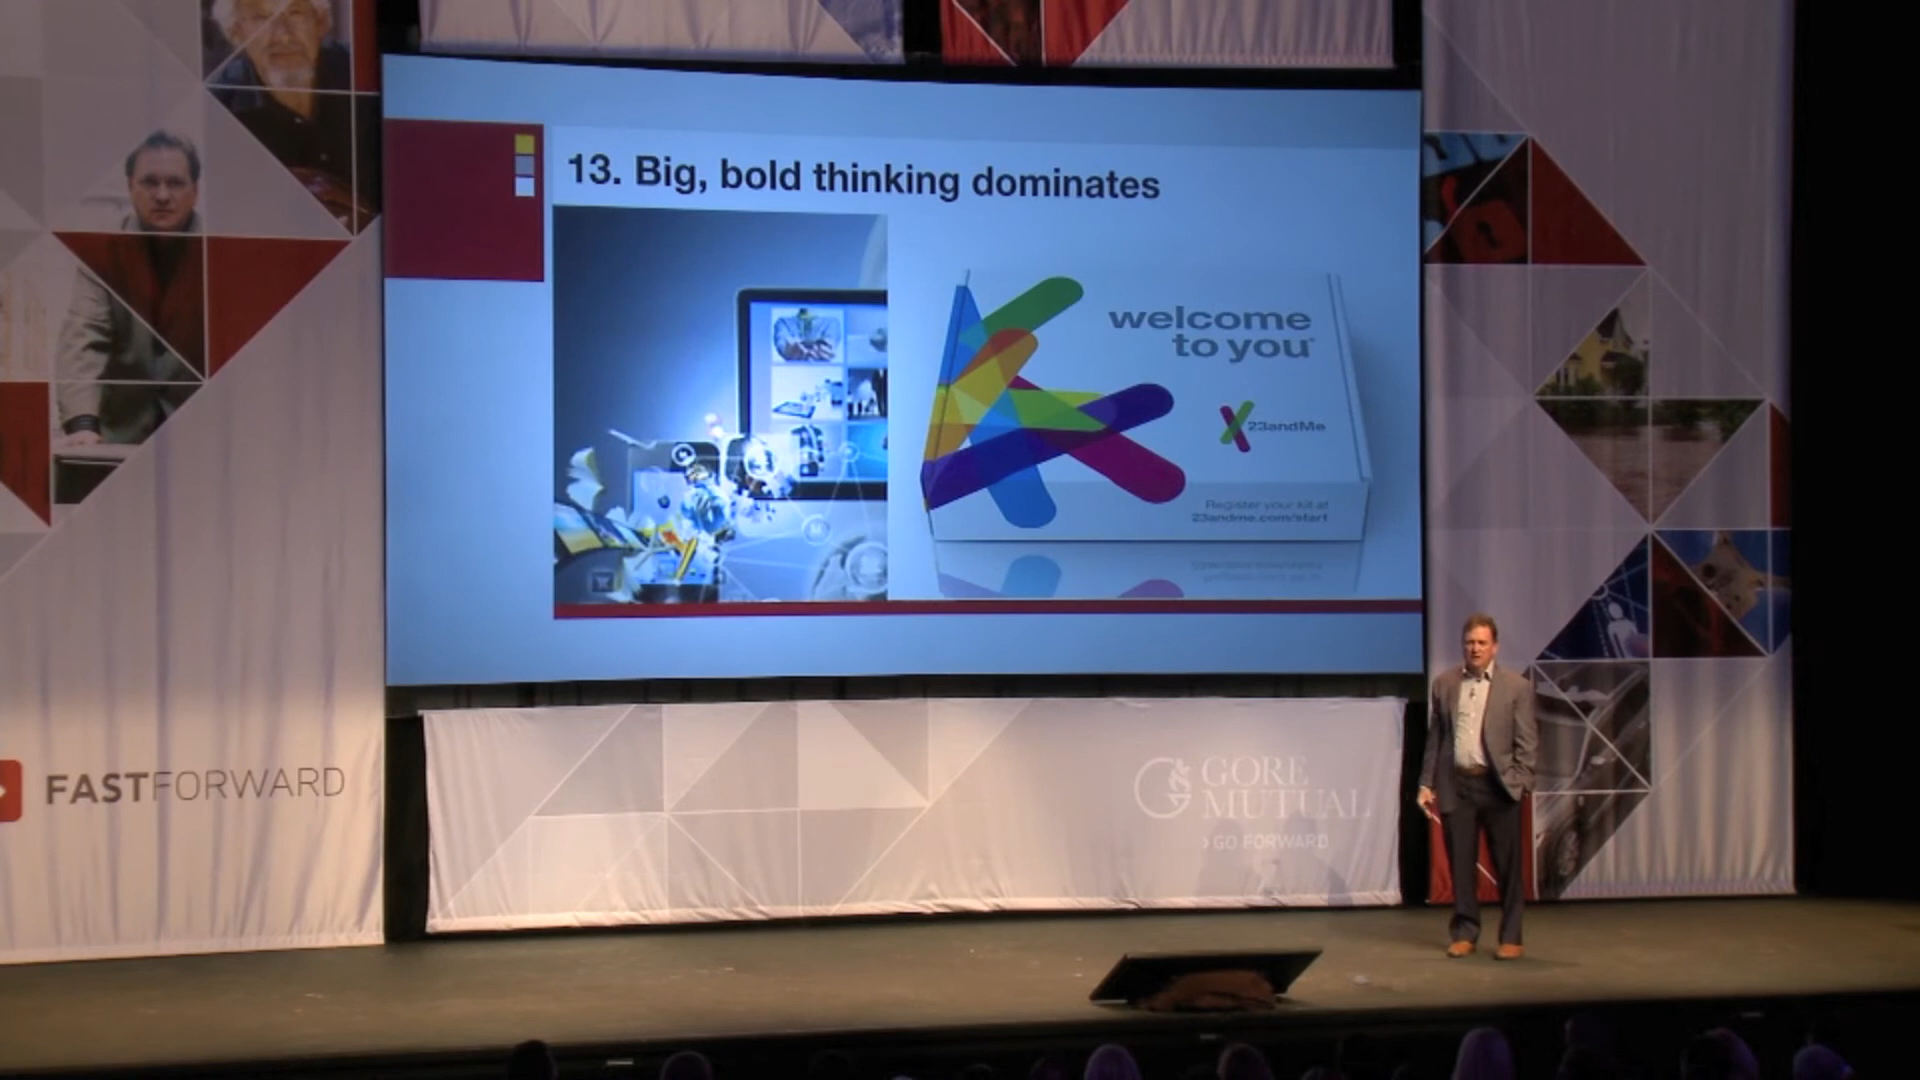 13. Big, bold thinking dominates
welcome
to you
23andMe
Register your kit at
23andme.com/start
FASTFORWARD
GORE
MUTUAL
› GO FORWARD